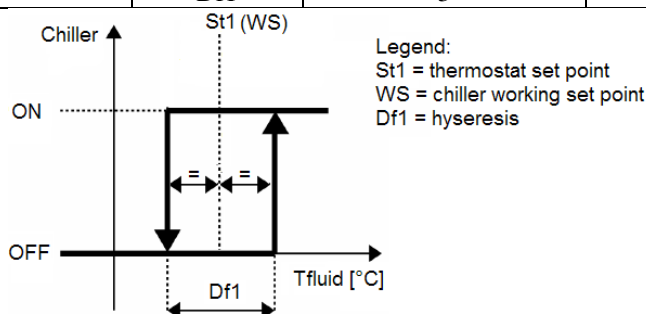 St1 (WS)
Chiller
Legend:
St1 = thermostat set point
WS = chiller working set point
Df1 = hyseresis
ON
= =
OFF
Tfluid [°C]
Df1